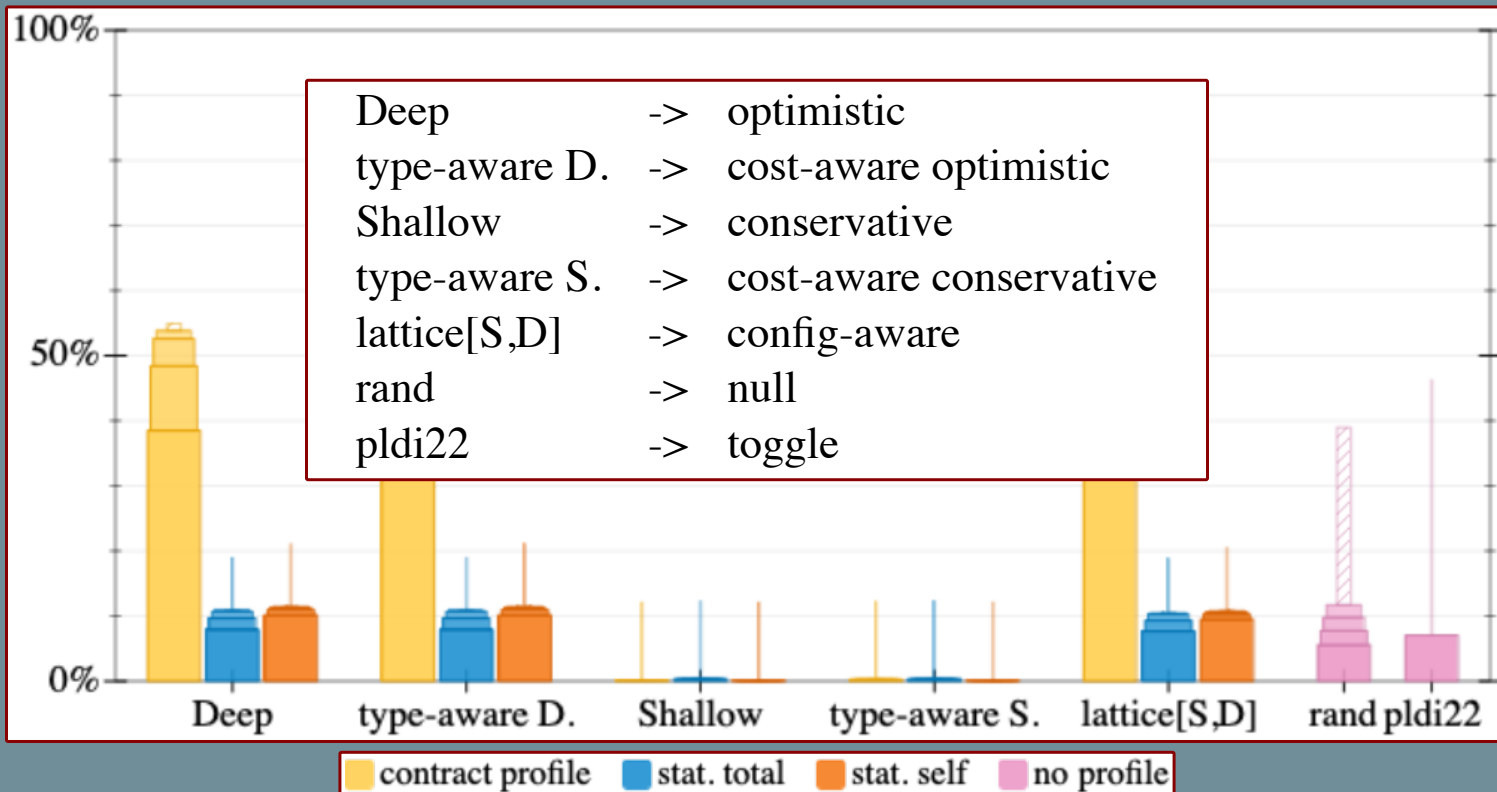 100%
Deep -> optimistic
type-aware D. -> cost-aware optimistic
Shallow -> conservative
type-aware S. -> cost-aware conservative
lattice[S,D] -> config-aware
rand -> null
pldi22 -> toggle
50%
0%
Deep type-aware D. Shallow type-aware S. lattice[S,D] rand pldi22
contract profile stat. total stat. self no profile